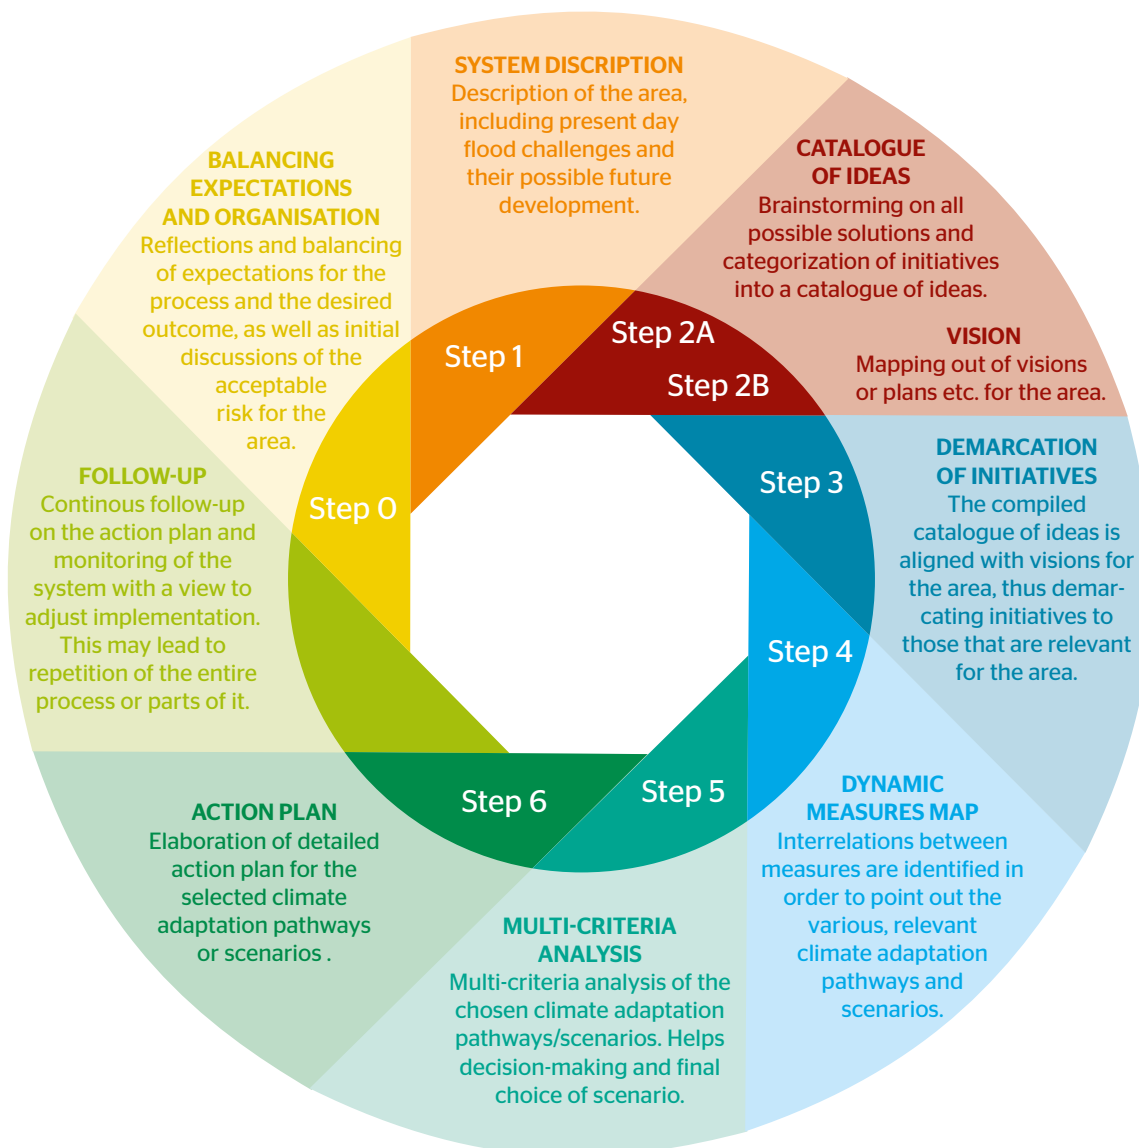 SYSTEM DISCRIPTION
Description of the area,
including present day
flood challenges and
their possible future
development.
CATALOGUE
OF IDEAS
Brainstorming on all
possible solutions and
categorization of initiatives
into a catalogue of ideas.
VISION
Mapping out of visions
or plans etc. for the area.
DEMARCATION
OF INITIATIVES
The compiled
catalogue of ideas is
aligned with visions for
the area, thus demar-
cating initiatives to
those that are relevant
for the area.
DYNAMIC
MEASURES MAP
Interrelations between
measures are identified in
order to point out the
various, relevant
climate adaptation
pathways and
scenarios.
MULTI-CRITERIA
ANALYSIS
Multi-criteria analysis of the
chosen climate adaptation
pathways/scenarios. Helps
decision-making and final
choice of scenario.
ACTION PLAN
Elaboration of detailed
action plan for the
selected climate
adaptation pathways
or scenarios .
FOLLOW-UP
Continous follow-up
on the action plan and
monitoring of the
system with a view to
adjust implementation.
This may lead to
repetition of the entire
process or parts of it.
BALANCING
EXPECTATIONS
AND ORGANISATION
Reflections and balancing
of expectations for the
process and the desired
outcome, as well as initial
discussions of the
acceptable
risk for the
area.
Step 0
Step 1
Step 2A
Step 2B
Step 3
Step 4
Step 5
Step 6